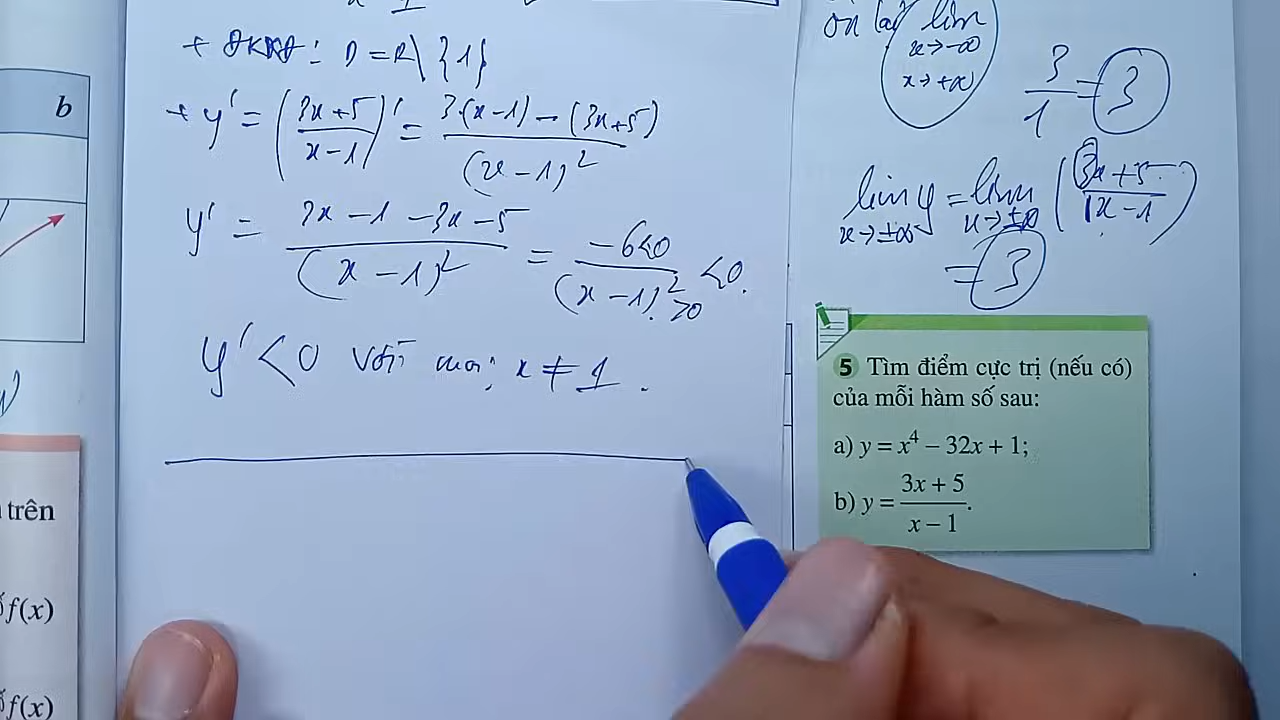 + ĐKXĐ: D = R\ {1}
+ y' = (3x+5 / x-1)' = 3.(x-1) - (3x+5) / (x-1)²
y' = 3x - 1 - 3x - 5 / (x-1)² = -6<0 / (x-1)²>0 <0.
y' < 0 với mọi x ≠ 1.
b
trên
f(x)
f(x)
lim
x→-∞
x→+∞
3/1 = 3
lim y = lim (3x+5 / 1x-1)
x→±∞ x→±∞
= 3
5 Tìm điểm cực trị (nếu có)
của mỗi hàm số sau:
a) y = x⁴ – 32x + 1;
b) y = 3x + 5 / x – 1.